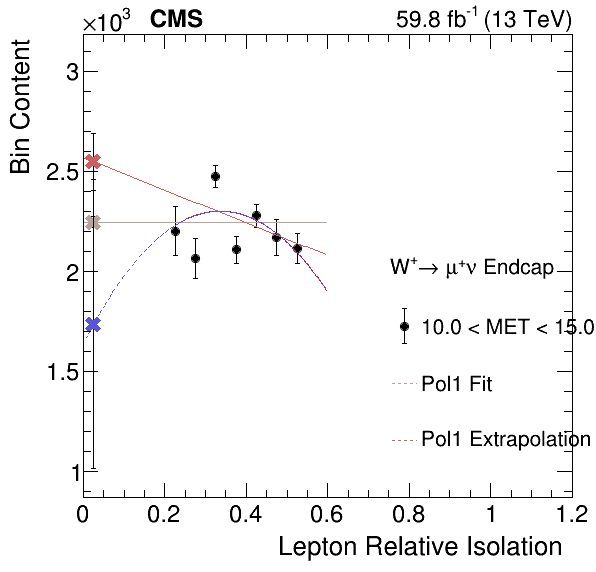 ×10³ CMS 59.8 fb⁻¹ (13 TeV)
Bin Content
3
2.5
2
1.5
1
W⁺→ μ⁺ν Endcap
10.0 < MET < 15.0
Pol1 Fit
Pol1 Extrapolation
0 0.2 0.4 0.6 0.8 1 1.2
Lepton Relative Isolation